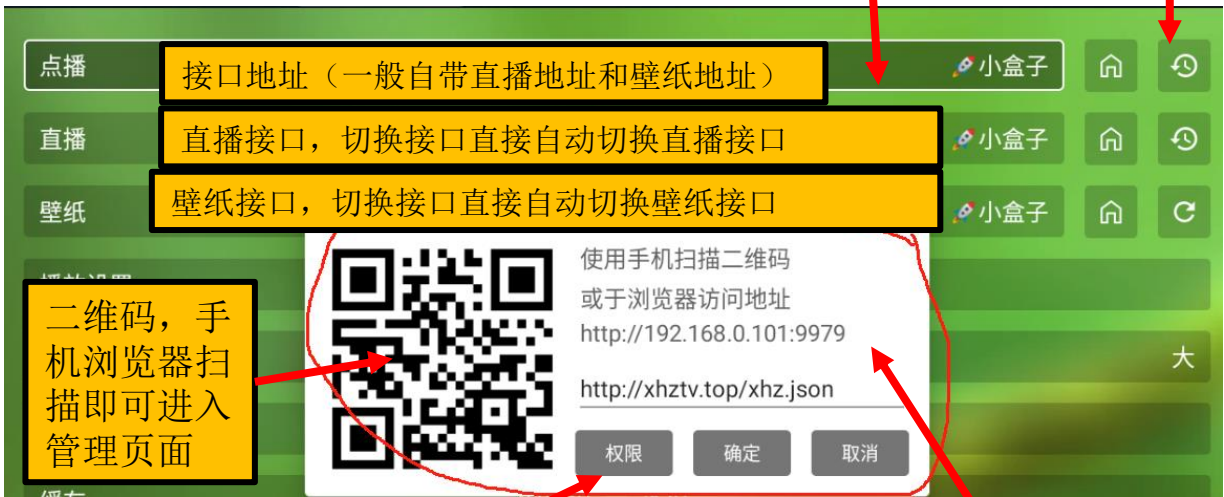 点播
接口地址（一般自带直播地址和壁纸地址）
小盒子
直播
直播接口，切换接口直接自动切换直播接口
小盒子
壁纸
壁纸接口，切换接口直接自动切换壁纸接口
小盒子
二维码，手
机浏览器扫
描即可进入
管理页面
使用手机扫描二维码
或于浏览器访问地址
http://192.168.0.101:9979
http://xhztv.top/xhz.json
权限
确定
取消
大